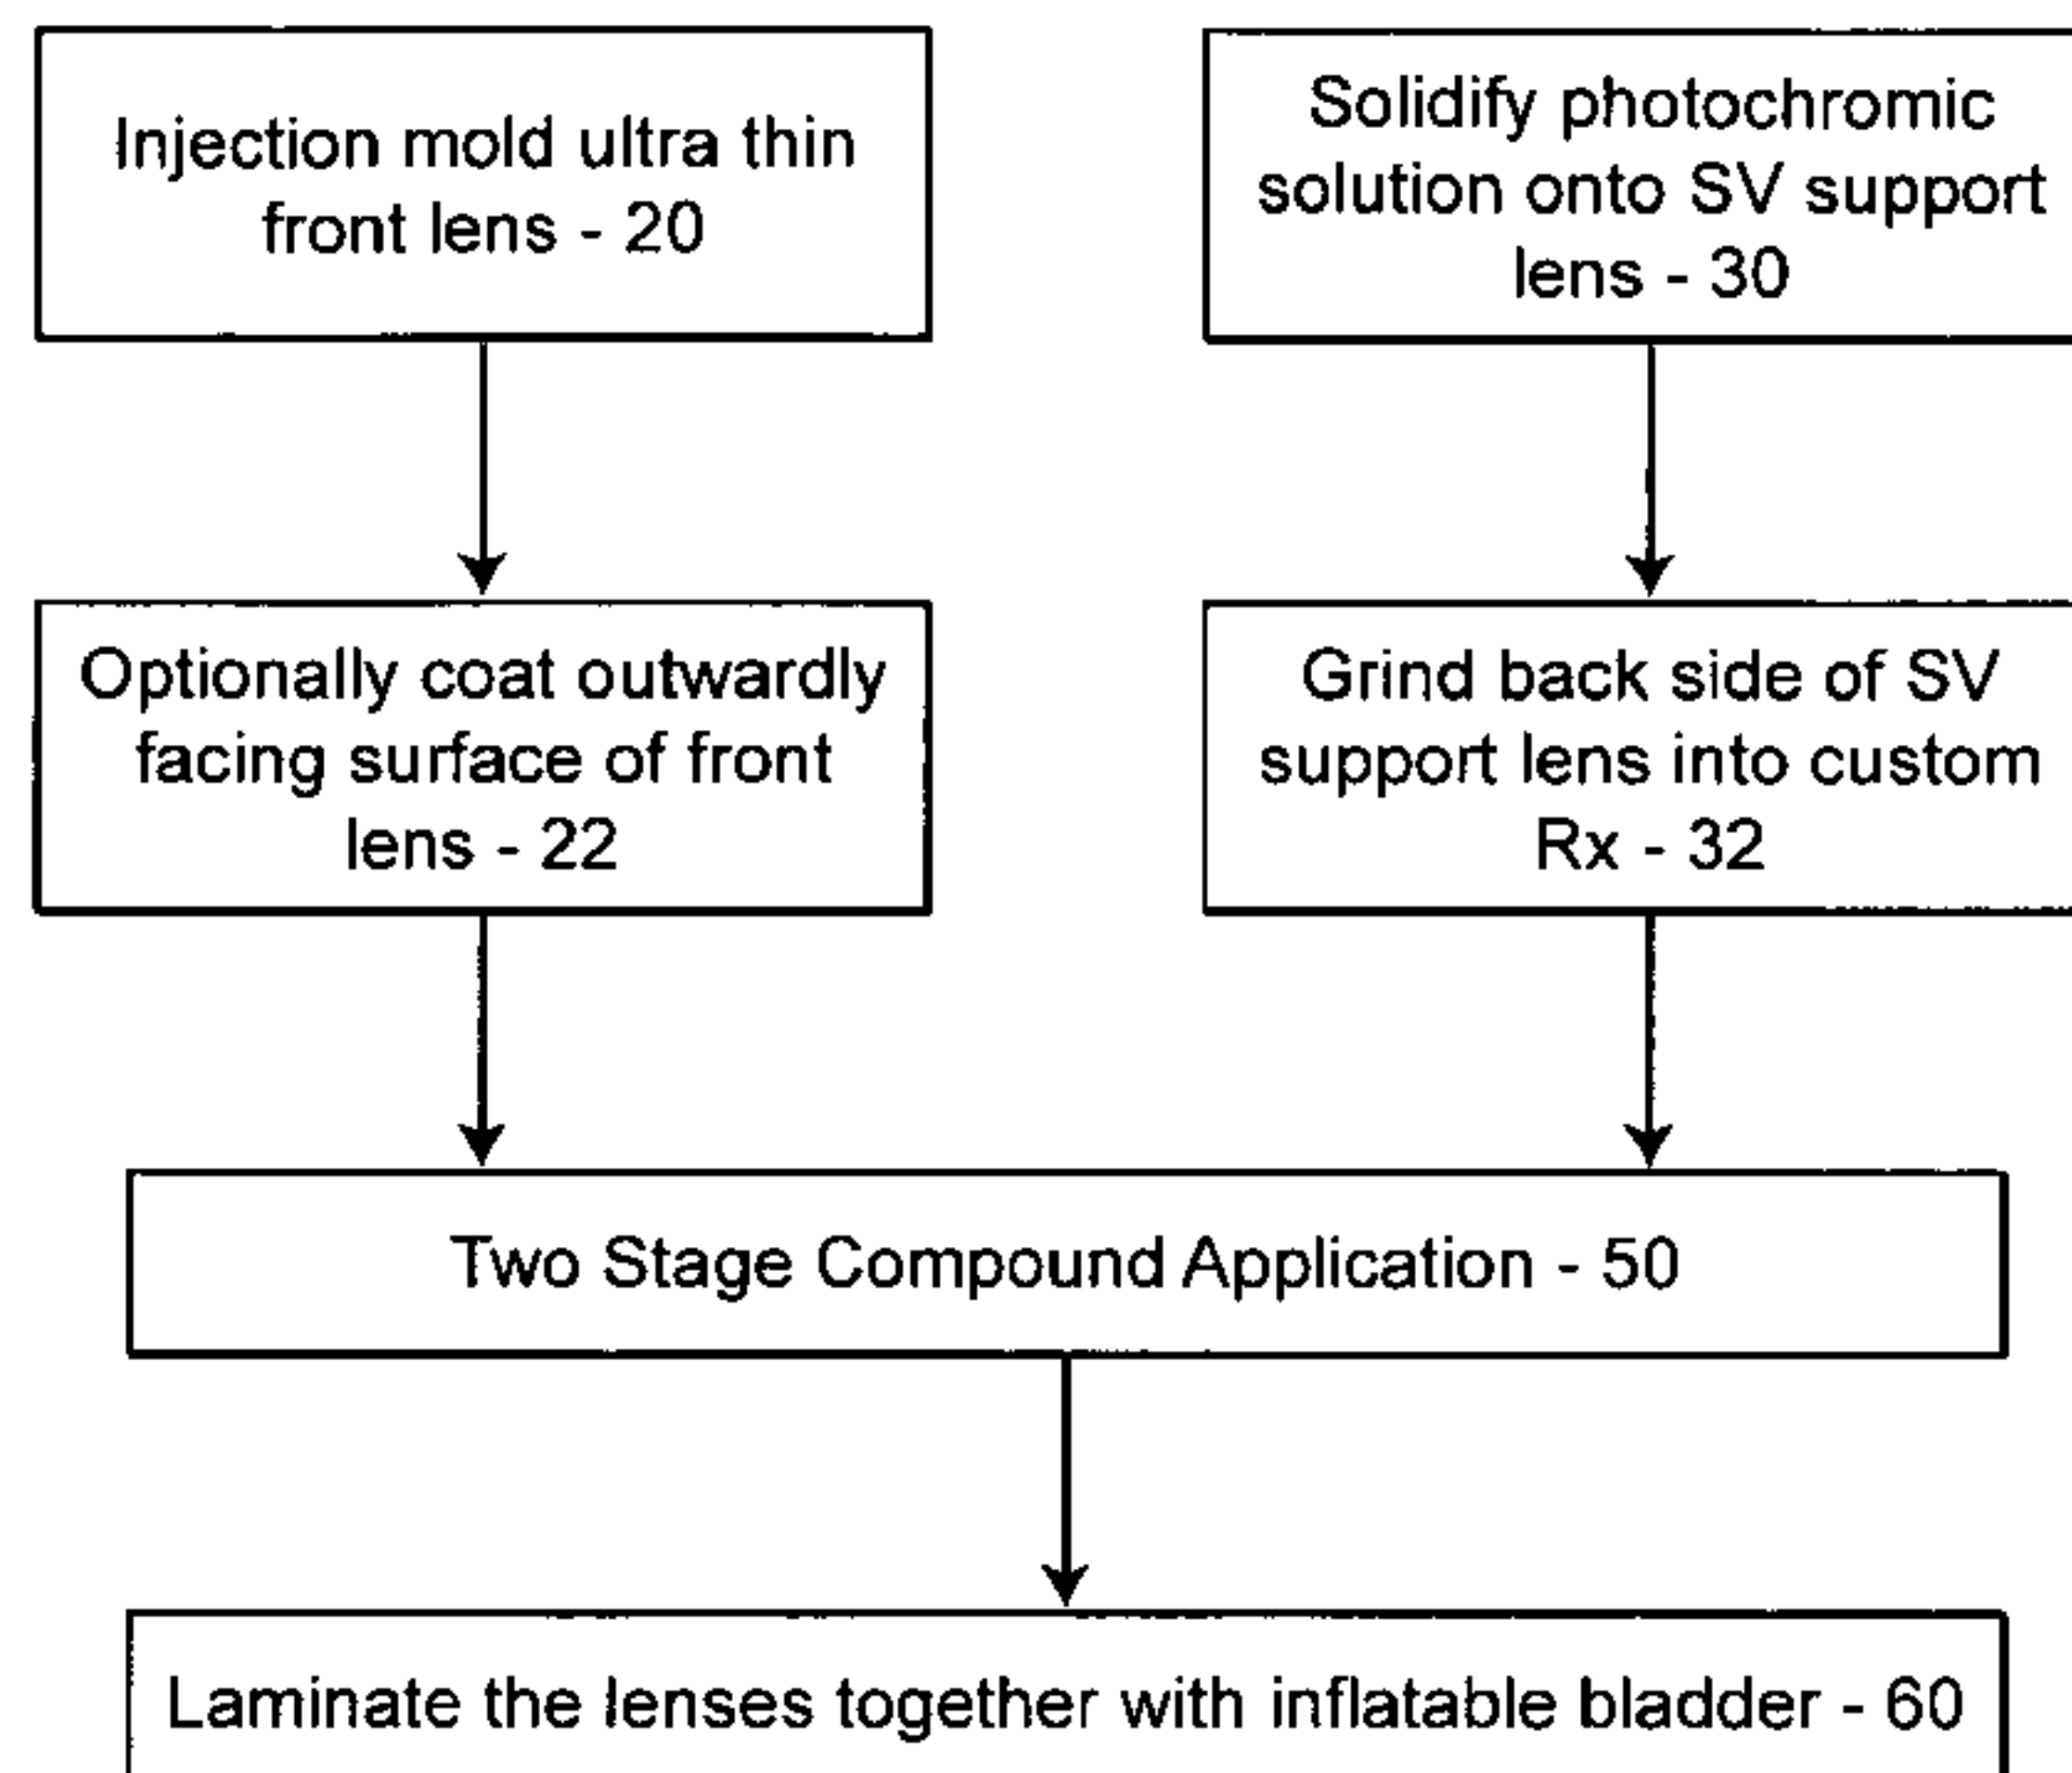 Injection mold ultra thin
front lens - 20
Solidify photochromic
solution onto SV support
lens - 30
Optionally coat outwardly
facing surface of front
lens - 22
Grind back side of SV
support lens into custom
Rx - 32
Two Stage Compound Application - 50
Laminate the lenses together with inflatable bladder - 60